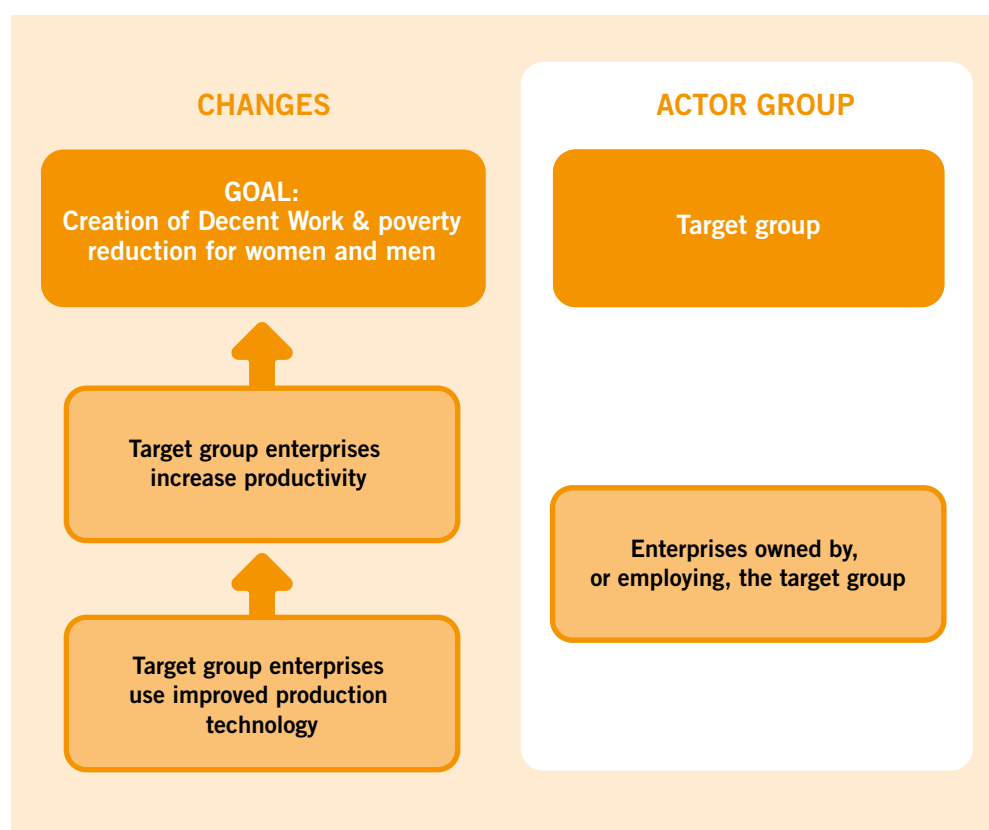 CHANGES
GOAL:
Creation of Decent Work & poverty
reduction for women and men
Target group enterprises
increase productivity
Target group enterprises
use improved production
technology
ACTOR GROUP
Target group
Enterprises owned by,
or employing, the target group